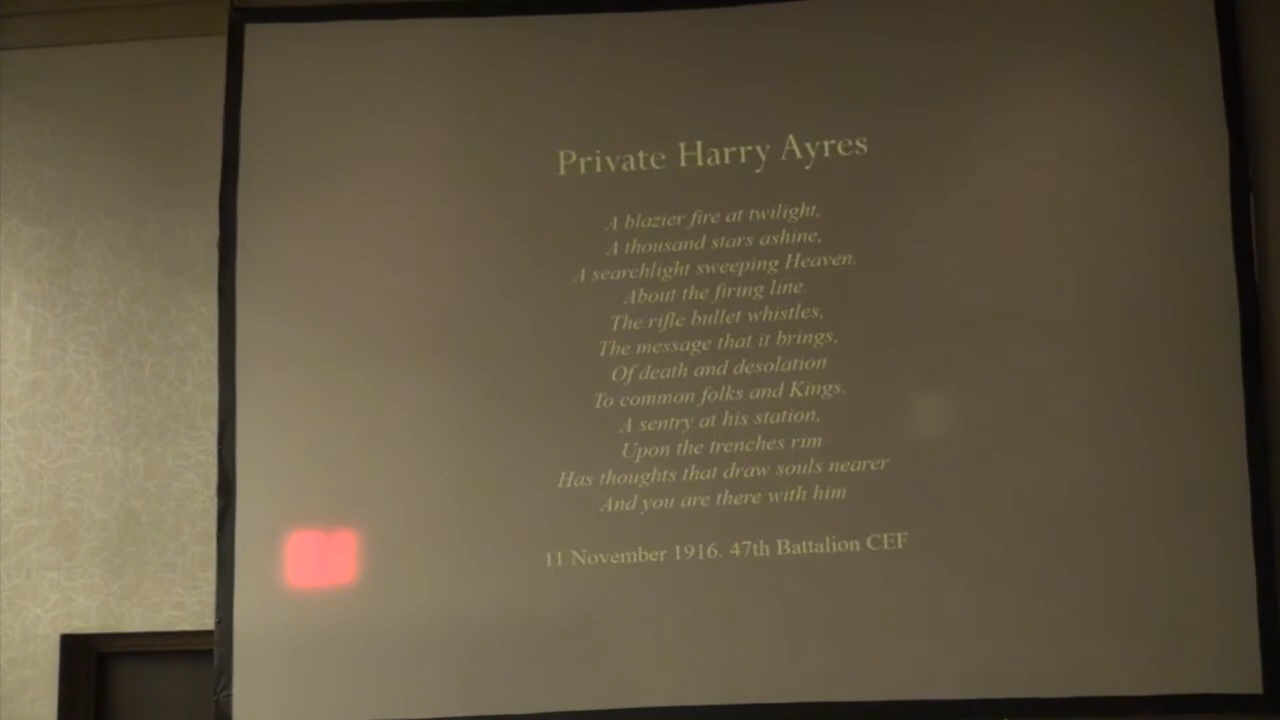 Private Harry Ayres
A blazier fire at twilight,
A thousand stars ashine,
A searchlight sweeping Heaven.
About the firing line.
The rifle bullet whistles,
The message that it brings,
Of death and desolation
To common folks and Kings.
A sentry at his station,
Upon the trenches rim
Has thoughts that draw souls nearer
And you are there with him
11 November 1916. 47th Battalion CEF